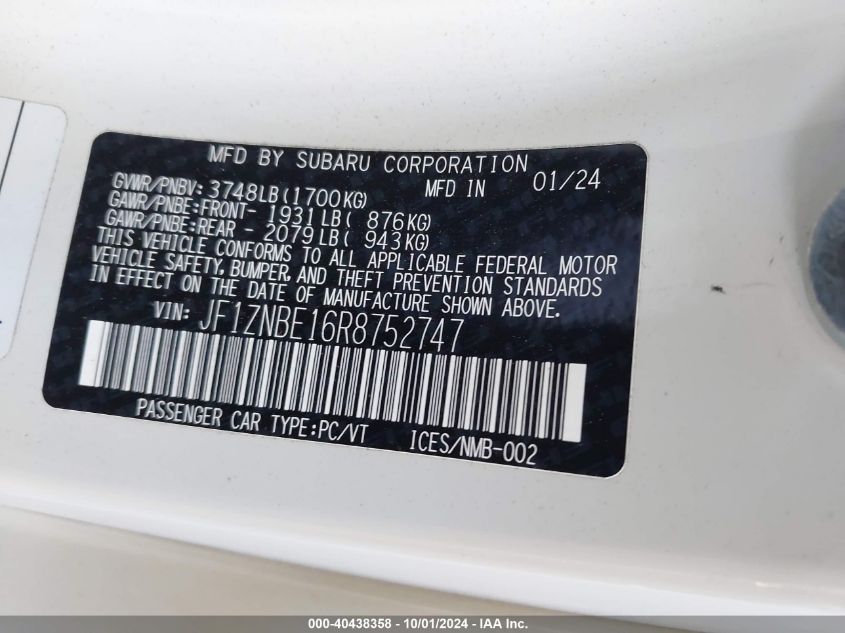 MFD BY SUBARU CORPORATION
GVWR/PNBV: 3748LB(1700KG) MFD IN 01/24
GAWR/PNBE:FRONT- 1931LB( 876KG)
GAWR/PNBE:REAR - 2079LB( 943KG)
THIS VEHICLE CONFORMS TO ALL APPLICABLE FEDERAL MOTOR
VEHICLE SAFETY, BUMPER, AND THEFT PREVENTION STANDARDS
IN EFFECT ON THE DATE OF MANUFACTURE SHOWN ABOVE.
VIN: JF1ZNBE16R8752747
PASSENGER CAR TYPE:PC/VT ICES/NMB-002
000-40438358 - 10/01/2024 - IAA Inc.